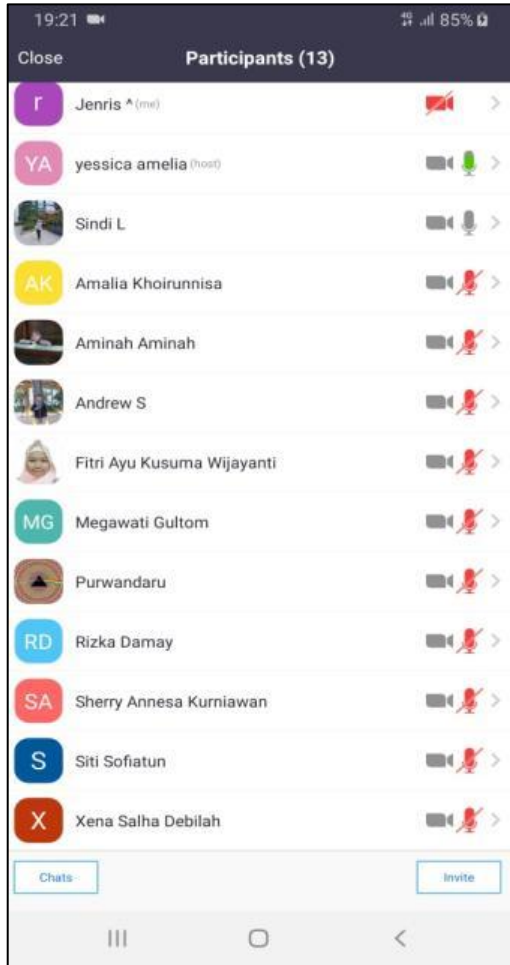 19:21 4G 85%
Close Participants (13)
r Jenris ^ (me)
YA yessica amelia (host)
Sindi L
AK Amalia Khoirunnisa
Aminah Aminah
Andrew S
Fitri Ayu Kusuma Wijayanti
MG Megawati Gultom
Purwandaru
RD Rizka Damay
SA Sherry Annesa Kurniawan
S Siti Sofiatun
X Xena Salha Debilah
Chats Invite